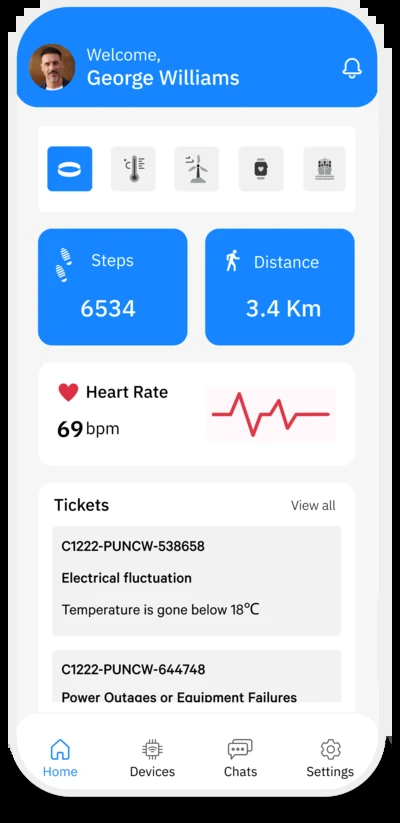 Welcome,
George Williams
°C
Steps
6534
Distance
3.4 Km
Heart Rate
69 bpm
Tickets
View all
C1222-PUNCW-538658
Electrical fluctuation
Temperature is gone below 18℃
C1222-PUNCW-644748
Power Outages or Equipment Failures
Home
Devices
Chats
Settings